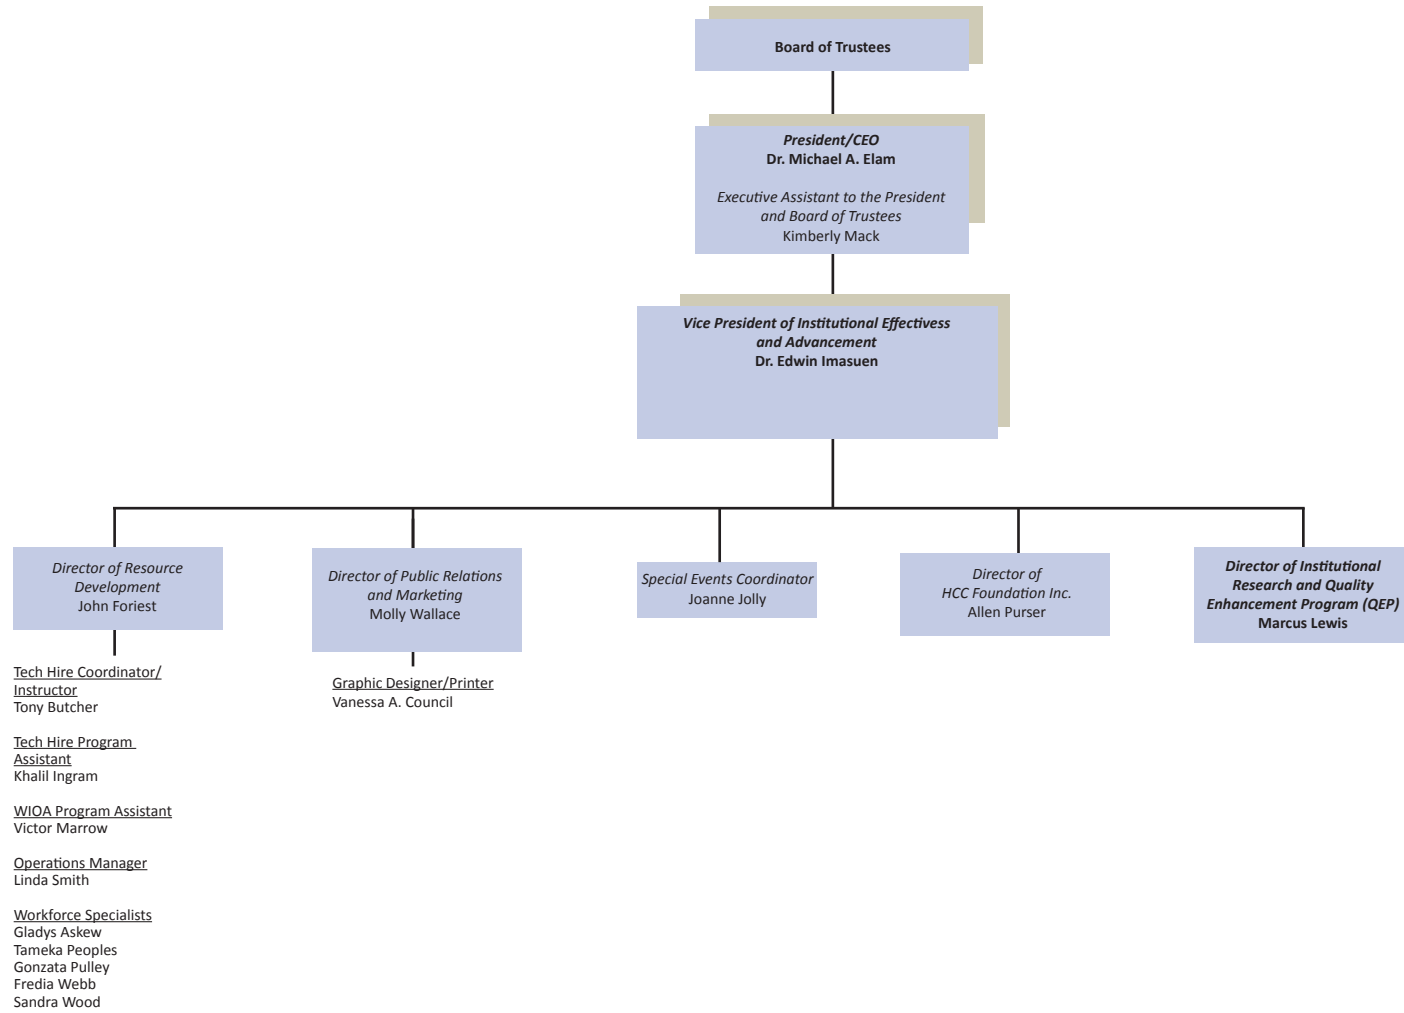 Board of Trustees
President/CEO
Dr. Michael A. Elam
Executive Assistant to the President
and Board of Trustees
Kimberly Mack
Vice President of Institutional Effectivess
and Advancement
Dr. Edwin Imasuen
Director of Resource
Development
John Foriest
Tech Hire Coordinator/
Instructor
Tony Butcher
Tech Hire Program
Assistant
Khalil Ingram
WIOA Program Assistant
Victor Marrow
Operations Manager
Linda Smith
Workforce Specialists
Gladys Askew
Tameka Peoples
Gonzata Pulley
Fredia Webb
Sandra Wood
Director of Public Relations
and Marketing
Molly Wallace
Graphic Designer/Printer
Vanessa A. Council
Special Events Coordinator
Joanne Jolly
Director of
HCC Foundation Inc.
Allen Purser
Director of Institutional
Research and Quality
Enhancement Program (QEP)
Marcus Lewis